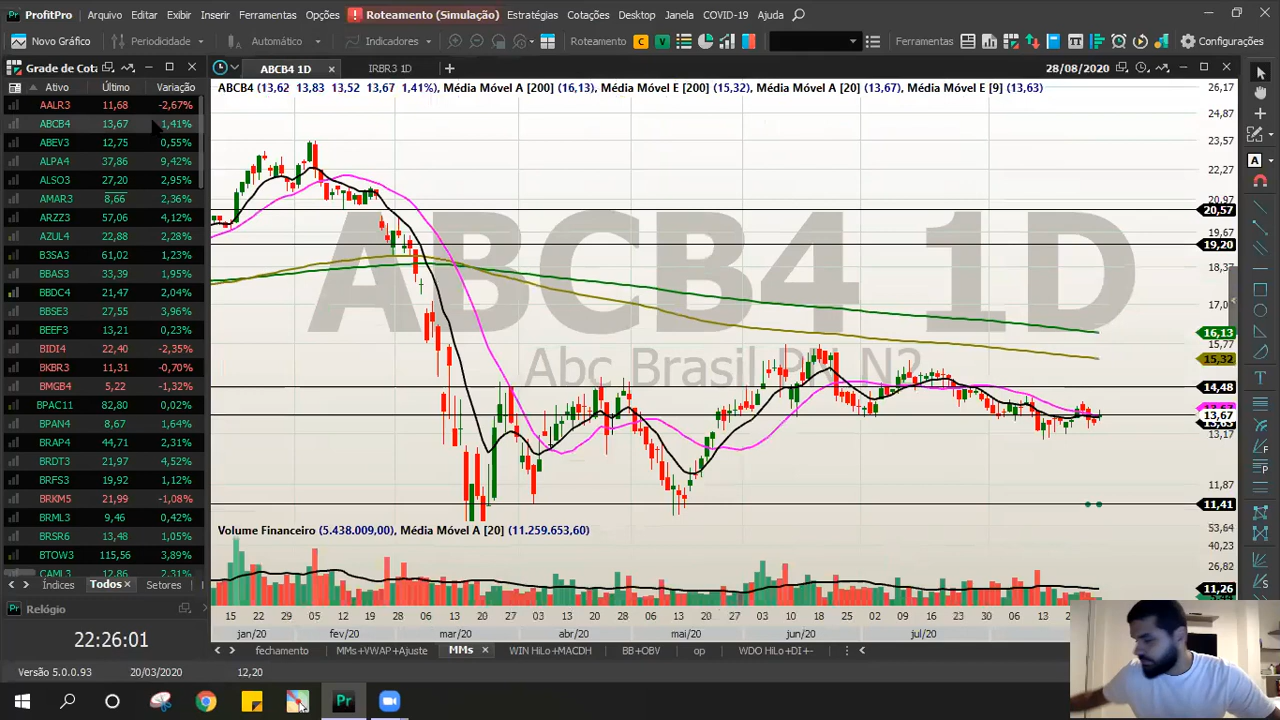 ProfitPro
Arquivo
Editar
Exibir
Inserir
Ferramentas
Opções
Roteamento (Simulação)
Estratégias
Cotações
Desktop
Janela
COVID-19
Ajuda
Novo Gráfico
Periodicidade
Automático
Indicadores
Roteamento
C
V
Ferramentas
Configurações
Grade de Cota
ABCB4 1D
IRBR3 1D
28/08/2020
Ativo Último Variação
AALR3 11,68 -2,67%
ABCB4 13,67 1,41%
ABEV3 12,75 0,55%
ALPA4 37,86 9,42%
ALSO3 27,20 2,95%
AMAR3 8,66 2,36%
ARZZ3 57,06 4,12%
AZUL4 22,88 2,28%
B3SA3 61,02 1,23%
BBAS3 33,39 1,95%
BBDC4 21,47 2,04%
BBSE3 27,55 3,96%
BEEF3 13,21 0,23%
BIDI4 22,40 -2,35%
BKBR3 11,31 -0,70%
BMGB4 5,22 -1,32%
BPAC11 82,80 0,02%
BPAN4 8,67 1,64%
BRAP4 44,71 2,31%
BRDT3 21,97 4,52%
BRFS3 19,92 1,12%
BRKM5 21,99 -1,08%
BRML3 9,46 0,42%
BRSR6 13,48 1,05%
BTOW3 115,56 3,89%
CAML3 12,86 2,31%
Índices
Todos
Setores
Relógio
22:26:01
Versão 5.0.0.93
20/03/2020
12,20
ABCB4 (13,62 13,83 13,52 13,67 1,41%), Média Móvel A [200] (16,13), Média Móvel E [200] (15,32), Média Móvel A [20] (13,67), Média Móvel E [9] (13,63)
ABCB4 1D
Abc Brasil PN N2
26,17
24,87
23,57
22,27
20,97
20,57
19,67
19,20
18,37
17,0
16,13
15,77
15,32
14,48
13,67
13,17
11,87
11,41
Volume Financeiro (5.438.009,00), Média Móvel A [20] (11.259.653,60)
53,64
40,23
26,82
11,26
15 22 29 05 12 19 28 06 13 20 27 03 13 20 28 06 13 20 27 03 10 18 25 02 09 16 23 30 06 13
jan/20 fev/20 mar/20 abr/20 mai/20 jun/20 jul/20
fechamento
MMs+VWAP+Ajuste
MMs
WIN HiLo+MACDH
BB+OBV
op
WDO HiLo+DI+-